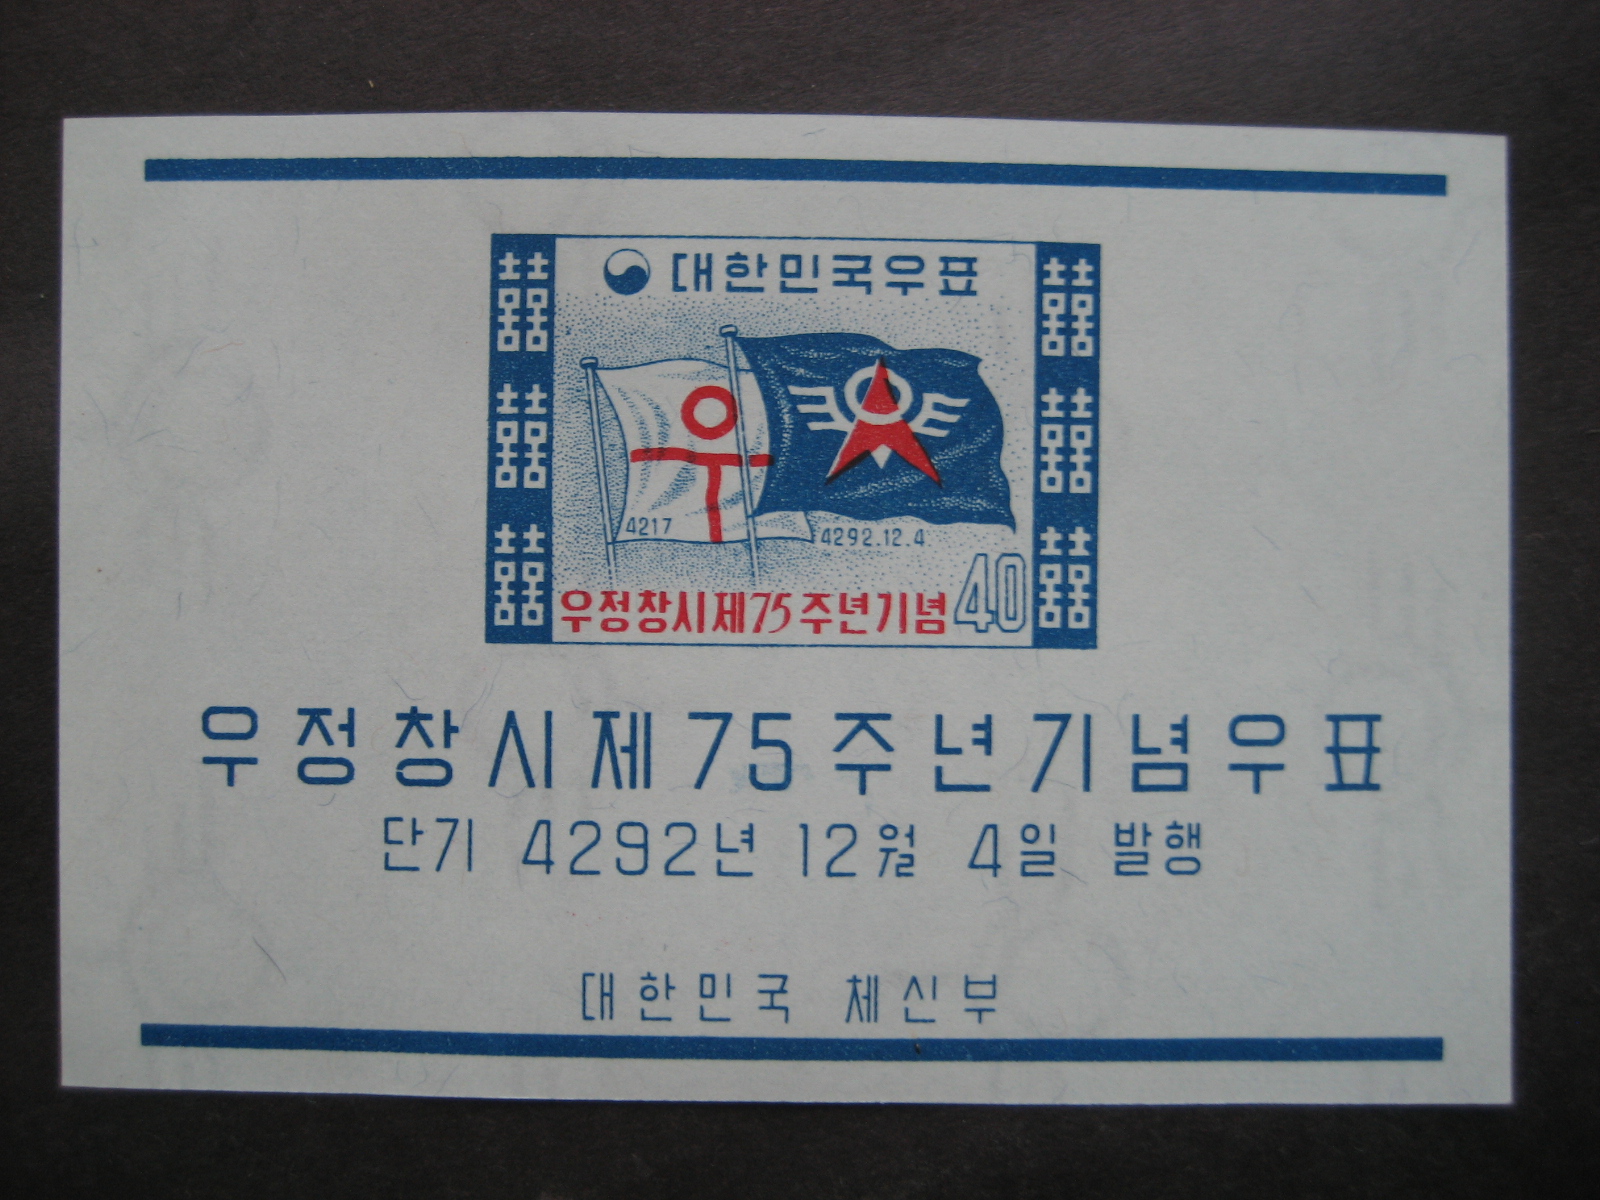 대한민국우표
우
4217
4292.12.4
우정창시제75주년기념
40
우정창시제75주년기념우표
단기 4292년 12월 4일 발행
대한민국 체신부